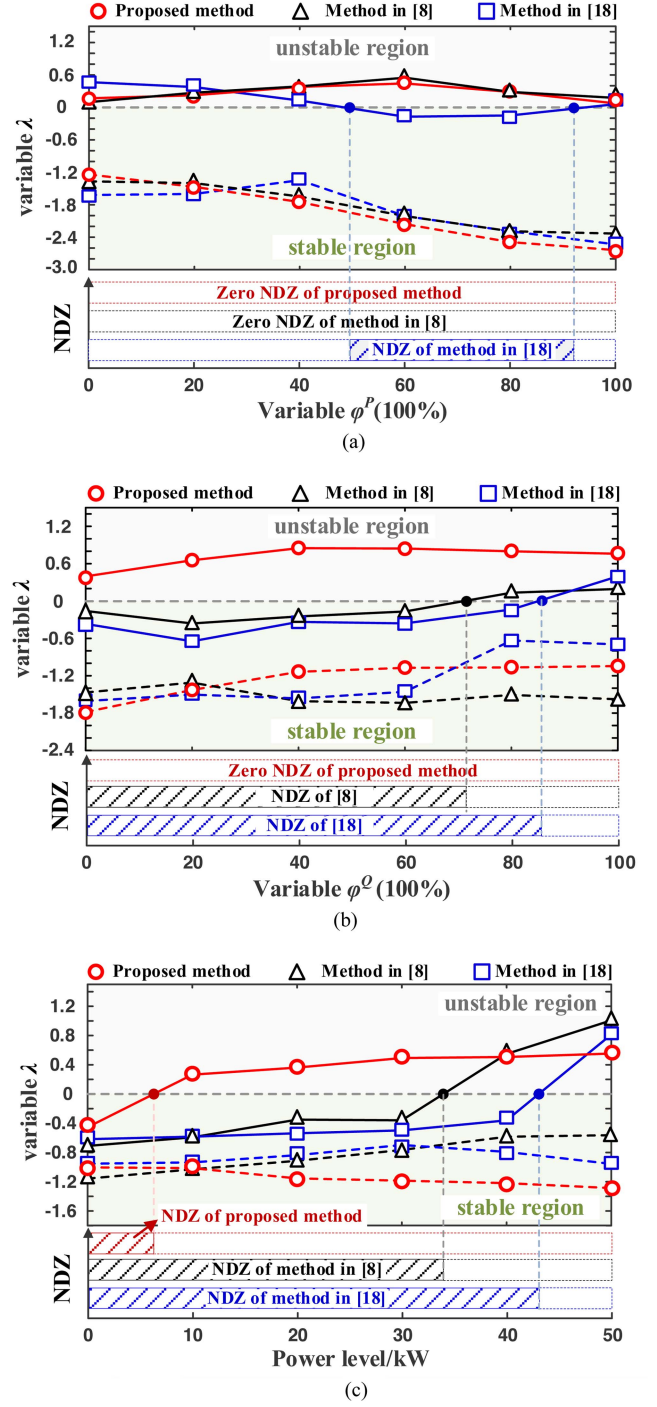 Proposed method Method in [8] Method in [18]
unstable region
1.2
0.6
0
-0.6
-1.2
-1.8
-2.4
-3.0
variable λ
stable region
NDZ
Zero NDZ of proposed method
Zero NDZ of method in [8]
NDZ of method in [18]
0 20 40 60 80 100
Variable φ^P(100%)
(a)
Proposed method Method in [8] Method in [18]
unstable region
1.2
0.6
0
-0.6
-1.2
-1.8
-2.4
variable λ
stable region
NDZ
Zero NDZ of proposed method
NDZ of [8]
NDZ of [18]
0 20 40 60 80 100
Variable φ^Q(100%)
(b)
Proposed method Method in [8] Method in [18]
unstable region
1.2
0.8
0.4
0
-0.4
-0.8
-1.2
-1.6
variable λ
stable region
NDZ
NDZ of proposed method
NDZ of method in [8]
NDZ of method in [18]
0 10 20 30 40 50
Power level/kW
(c)